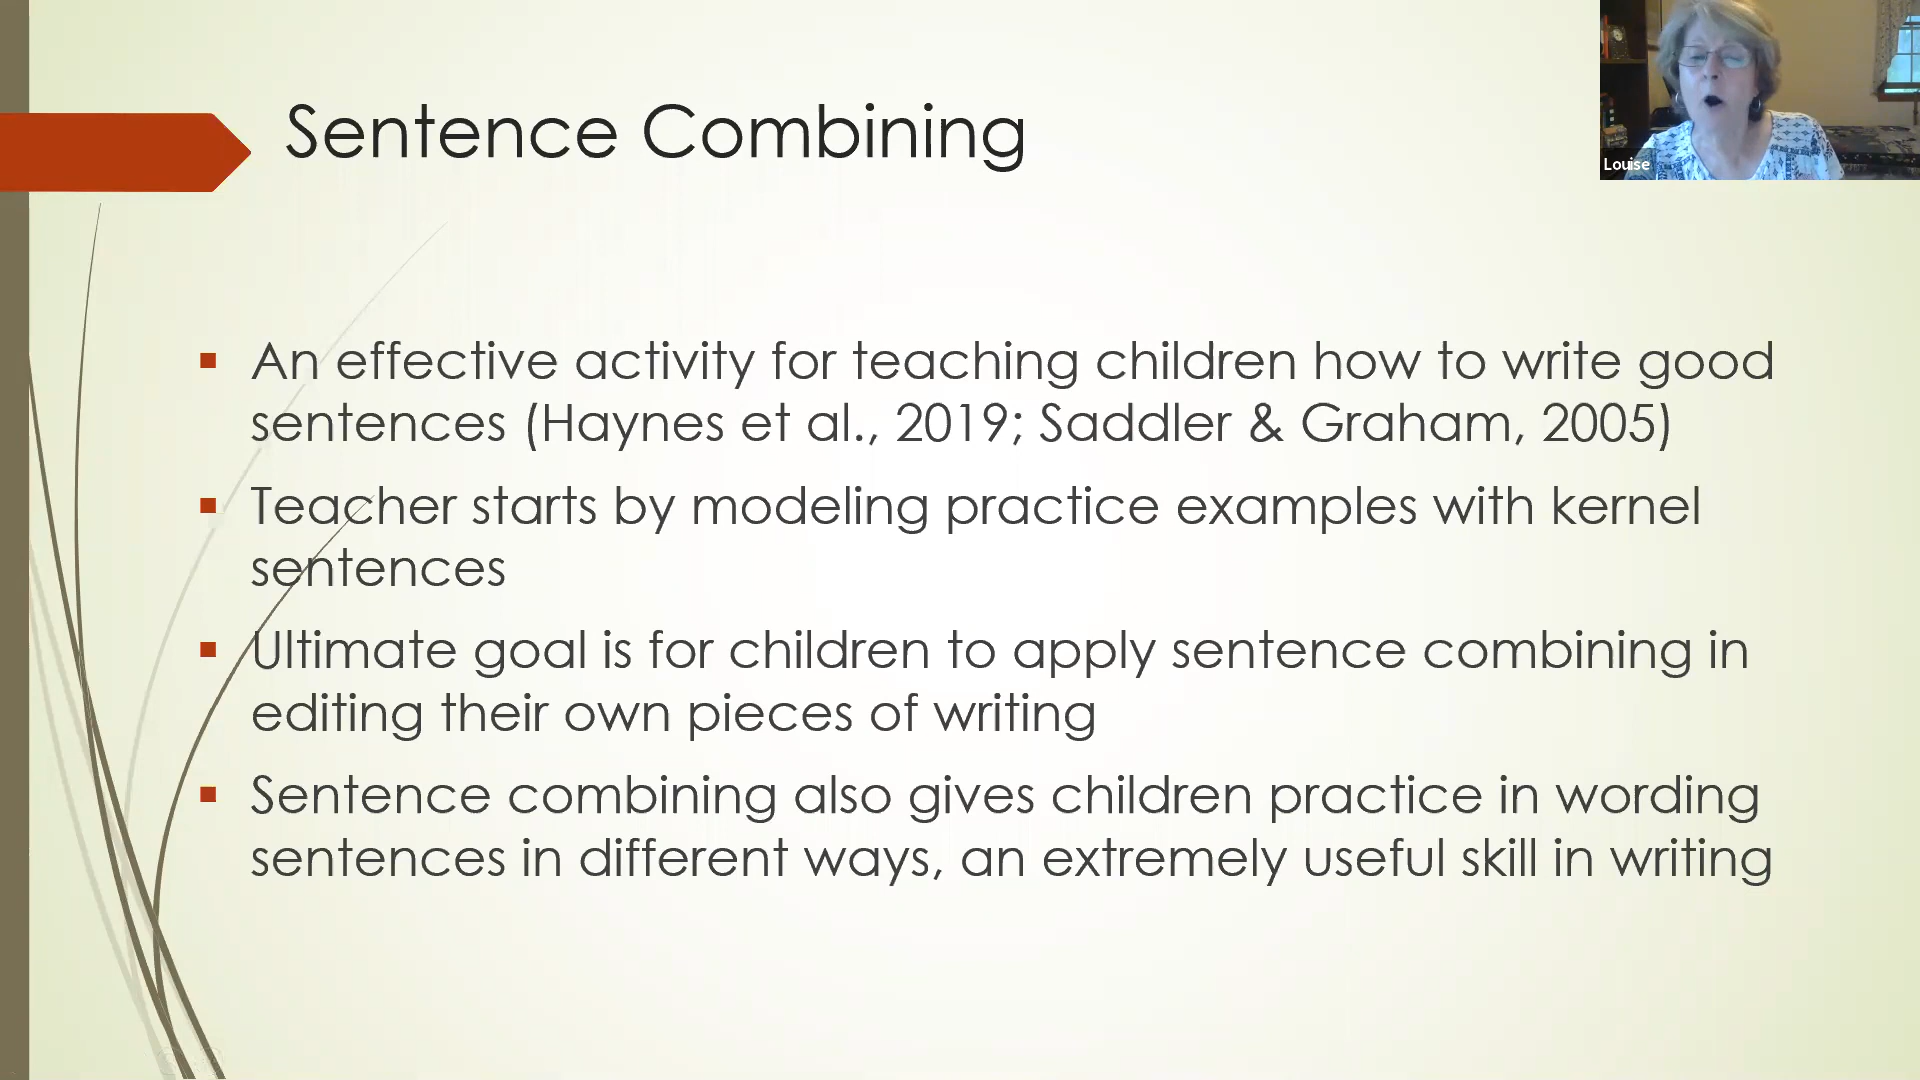 Sentence Combining
Louise
An effective activity for teaching children how to write good
sentences (Haynes et al., 2019; Saddler & Graham, 2005)
Teacher starts by modeling practice examples with kernel
sentences
Ultimate goal is for children to apply sentence combining in
editing their own pieces of writing
Sentence combining also gives children practice in wording
sentences in different ways, an extremely useful skill in writing